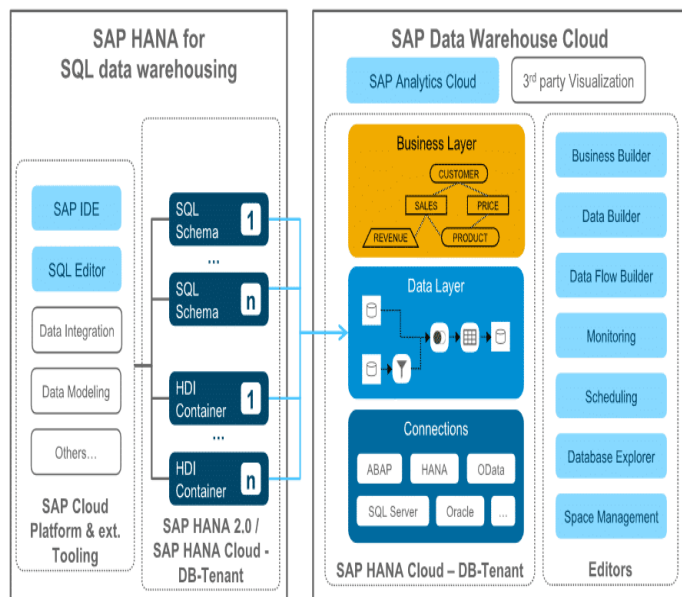 SAP HANA for
SQL data warehousing
SAP IDE
SQL Editor
Data Integration
Data Modeling
Others...
SAP Cloud
Platform & ext.
Tooling
SQL
Schema
1
...
SQL
Schema
n
HDI
Container
1
...
HDI
Container
n
SAP HANA 2.0 /
SAP HANA Cloud -
DB-Tenant
SAP Data Warehouse Cloud
SAP Analytics Cloud
3rd party Visualization
Business Layer
CUSTOMER
SALES
PRICE
REVENUE
PRODUCT
Data Layer
Connections
ABAP
HANA
OData
SQL Server
Oracle
...
SAP HANA Cloud – DB-Tenant
Business Builder
Data Builder
Data Flow Builder
Monitoring
Scheduling
Database Explorer
Space Management
Editors